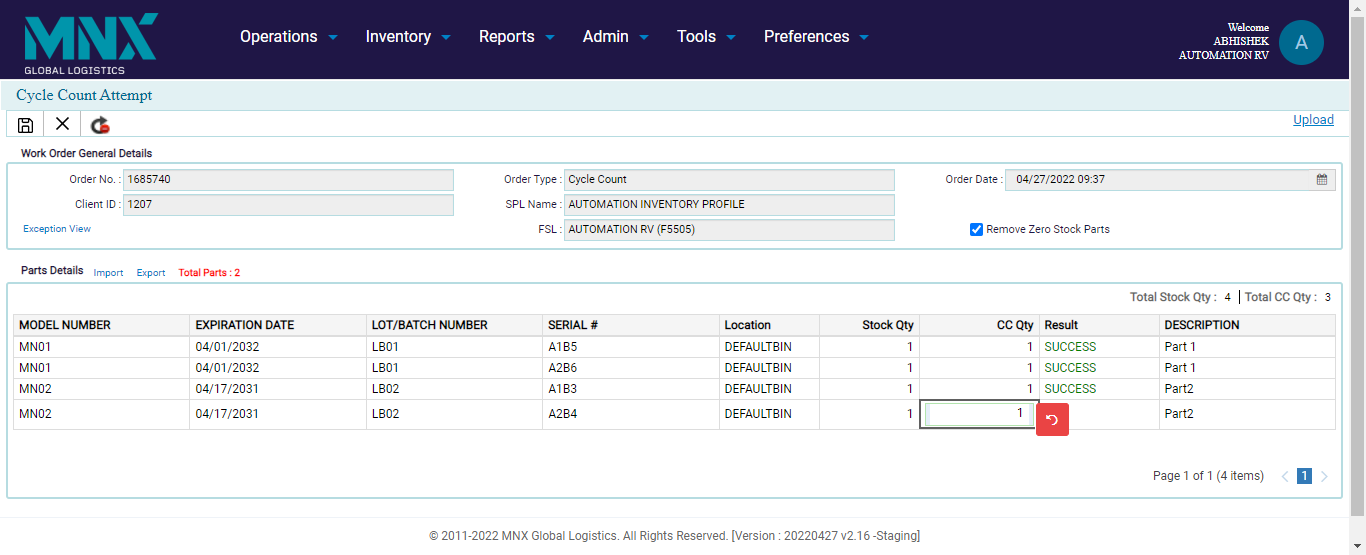 MNX
GLOBAL LOGISTICS
Operations Inventory Reports Admin Tools Preferences
Welcome
ABHISHEK
AUTOMATION RV
A
Cycle Count Attempt
Upload
Work Order General Details
Order No. : 1685740 Order Type : Cycle Count Order Date : 04/27/2022 09:37
Client ID : 1207 SPL Name : AUTOMATION INVENTORY PROFILE
Exception View FSL : AUTOMATION RV (F5505) Remove Zero Stock Parts
Parts Details Import Export Total Parts : 2
Total Stock Qty : 4 Total CC Qty : 3
MODEL NUMBER EXPIRATION DATE LOT/BATCH NUMBER SERIAL # Location Stock Qty CC Qty Result DESCRIPTION
MN01 04/01/2032 LB01 A1B5 DEFAULTBIN 1 1 SUCCESS Part 1
MN01 04/01/2032 LB01 A2B6 DEFAULTBIN 1 1 SUCCESS Part 1
MN02 04/17/2031 LB02 A1B3 DEFAULTBIN 1 1 SUCCESS Part2
MN02 04/17/2031 LB02 A2B4 DEFAULTBIN 1 1 Part2
Page 1 of 1 (4 items) 1
© 2011-2022 MNX Global Logistics. All Rights Reserved. [Version : 20220427 v2.16 -Staging]